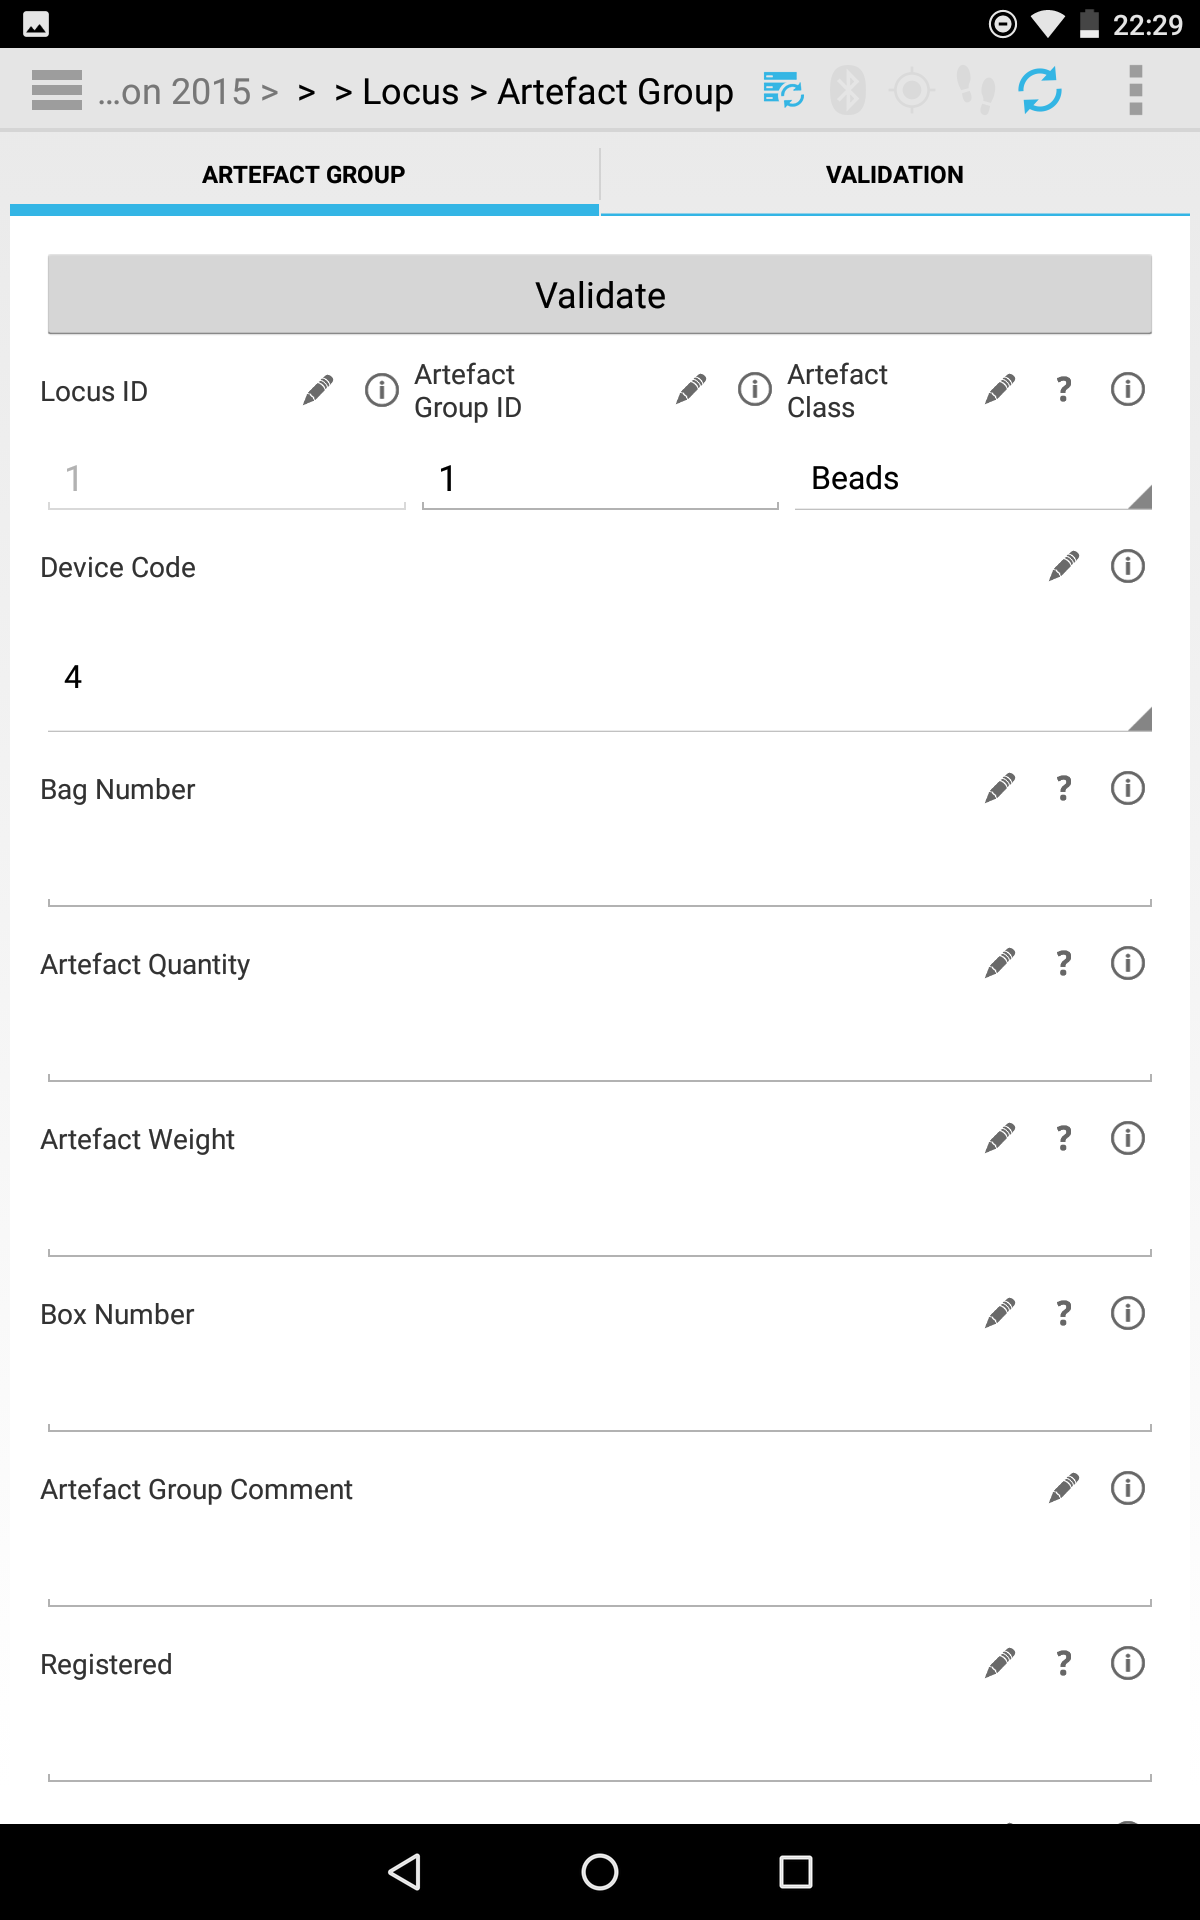 22:29
...on 2015 > > > Locus > Artefact Group
ARTEFACT GROUP
VALIDATION
Validate
Locus ID
Artefact
Group ID
Artefact
Class
?
1
1
Beads
Device Code
4
Bag Number
?
Artefact Quantity
?
Artefact Weight
?
Box Number
?
Artefact Group Comment
Registered
?